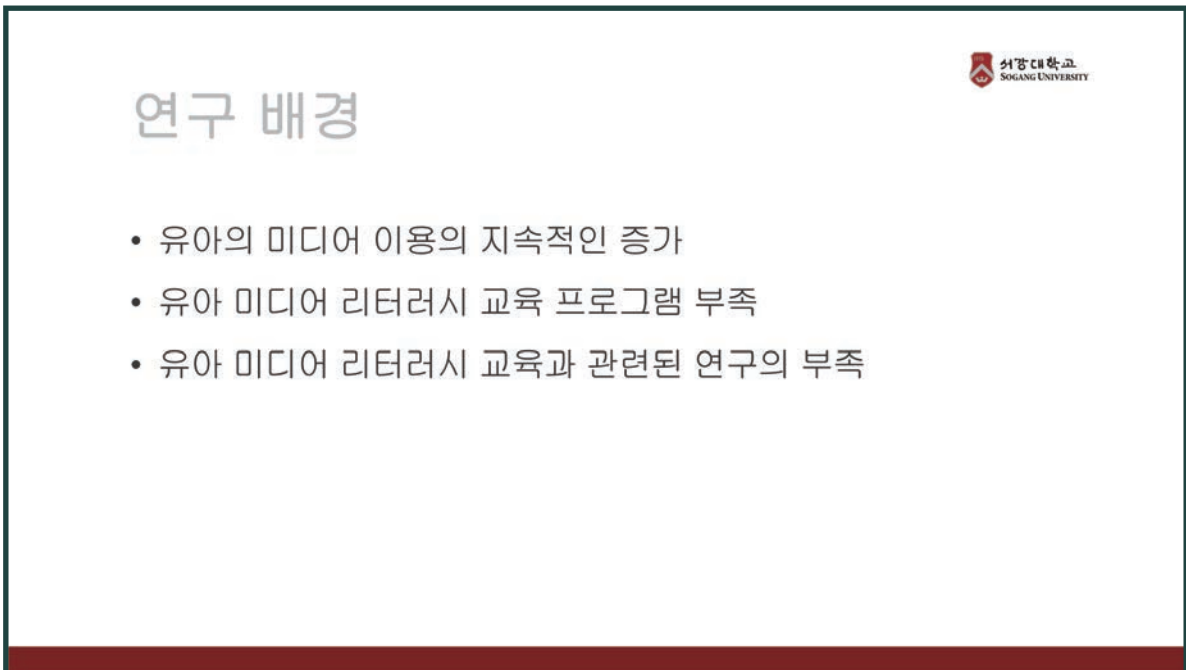 서강대학교
SOGANG UNIVERSITY
연구 배경
• 유아의 미디어 이용의 지속적인 증가
• 유아 미디어 리터러시 교육 프로그램 부족
• 유아 미디어 리터러시 교육과 관련된 연구의 부족